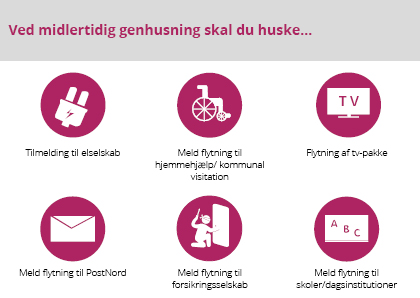 Ved midlertidig genhusning skal du huske...
Tilmelding til elselskab
Meld flytning til
hjemmehjælp/ kommunal
visitation
TV
Flytning af tv-pakke
Meld flytning til PostNord
Meld flytning til
forsikringsselskab
A B C
Meld flytning til
skoler/dagsinstitutioner